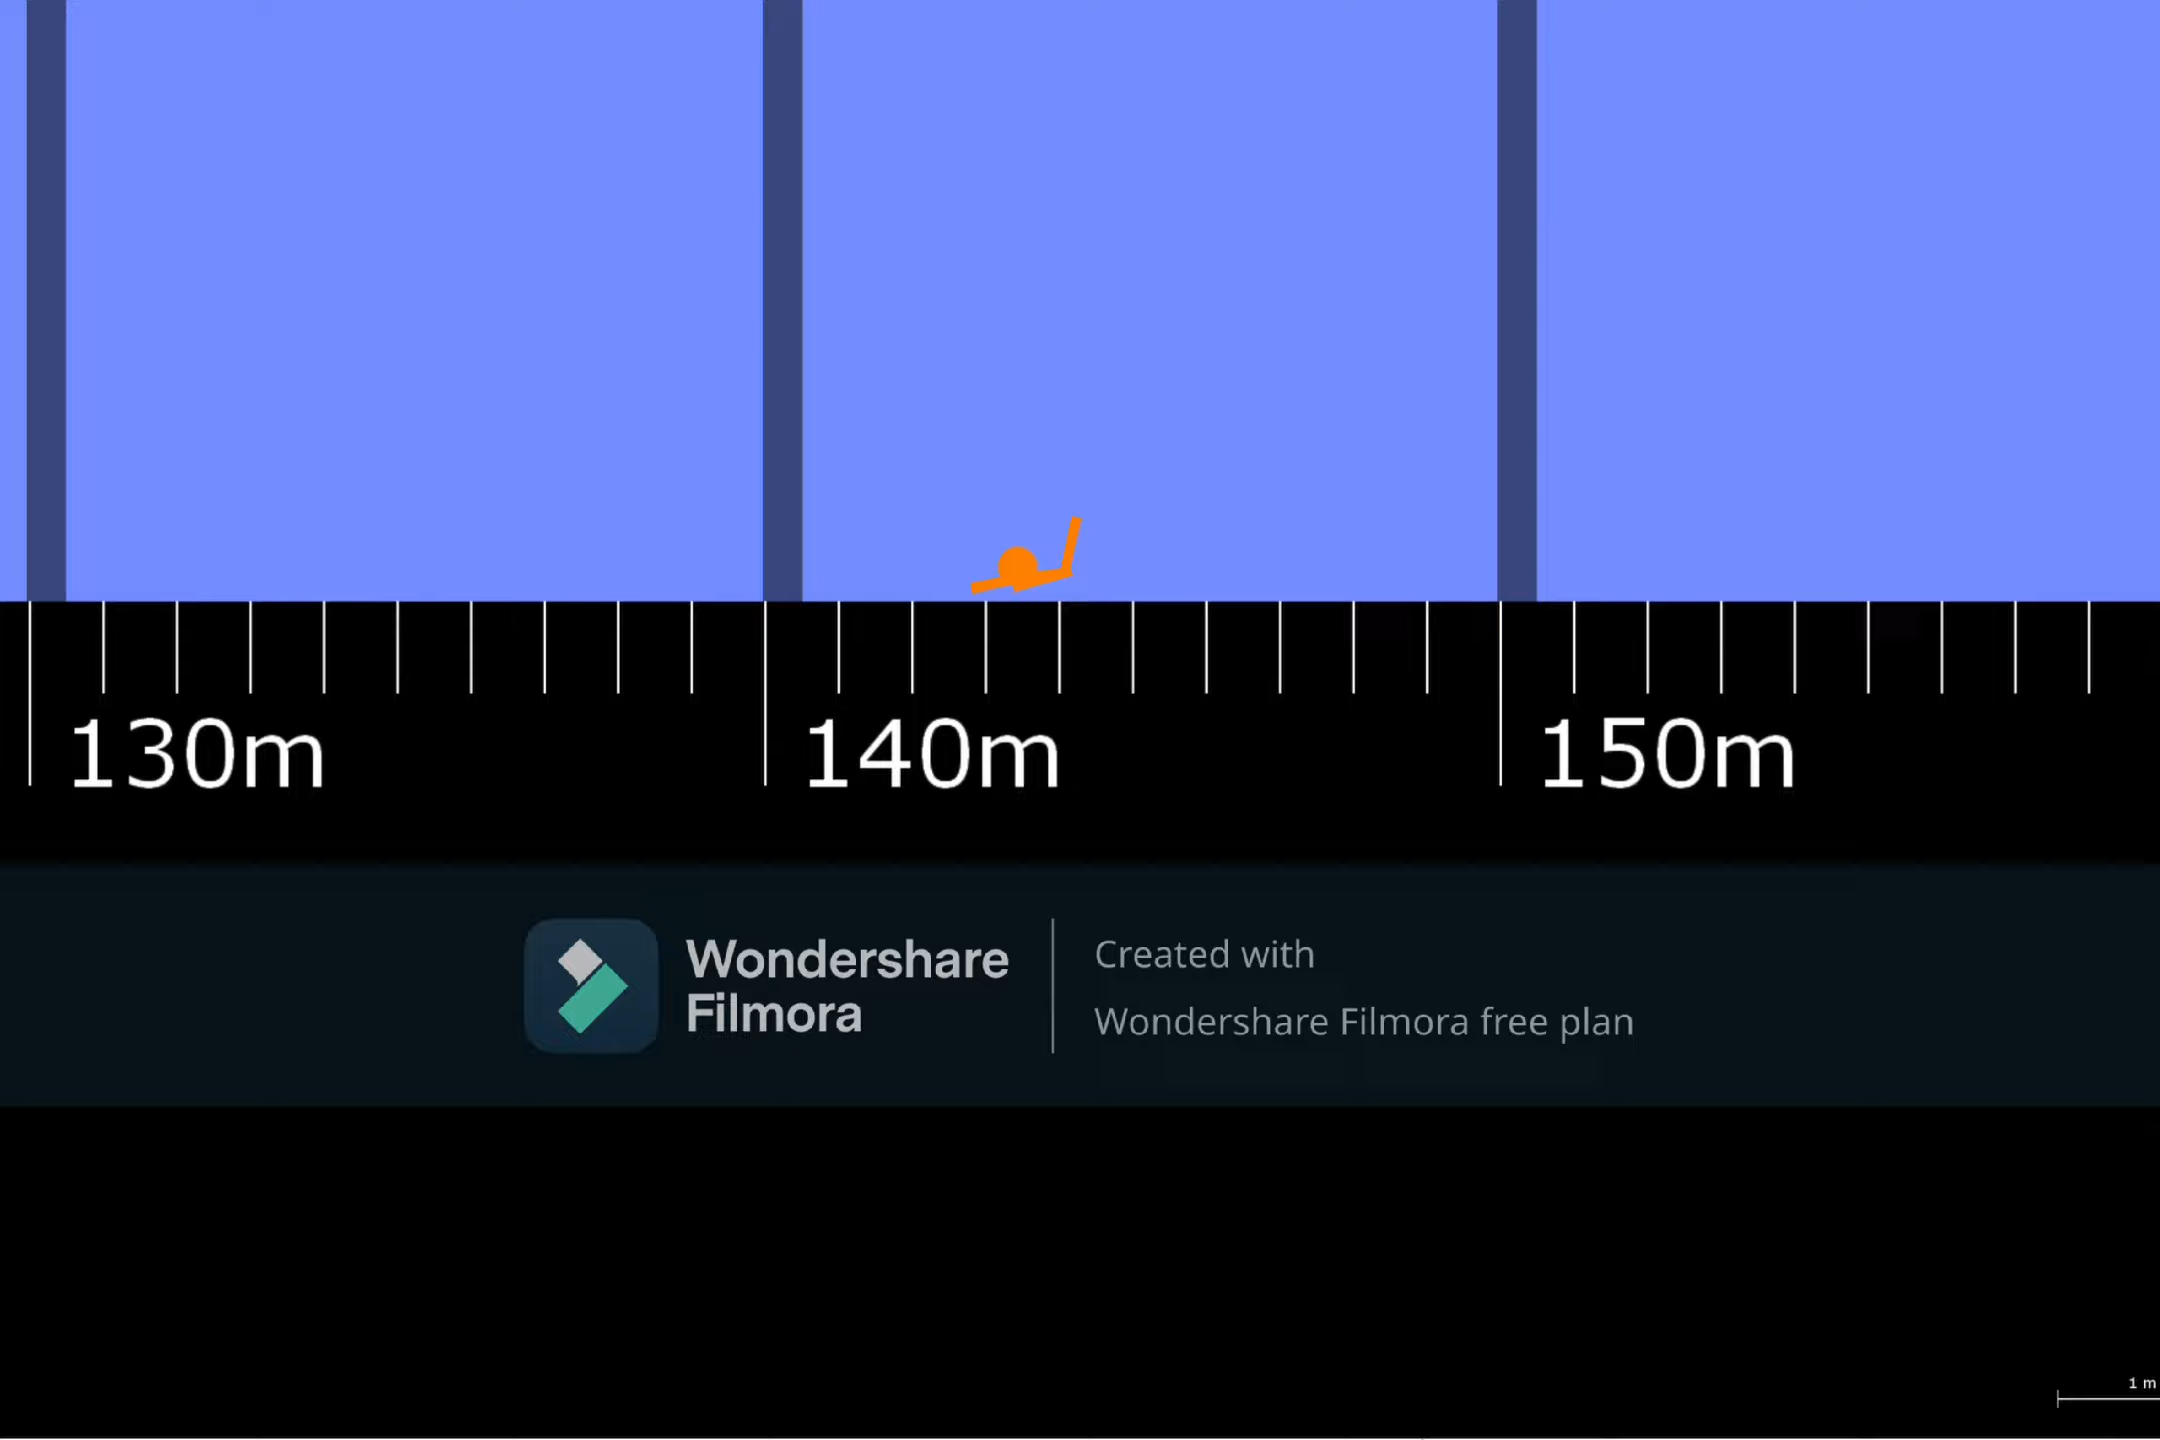 130m 140m 150m
Wondershare
Filmora
Created with
Wondershare Filmora free plan
1 m